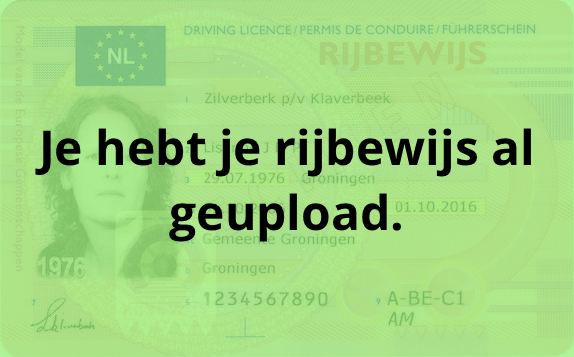 NL
DRIVING LICENCE/PERMIS DE CONDUIRE/FÜHRERSCHEIN
RIJBEWIJS
Model van de Europese Gemeenschappen
Zilverberk p/v Klaverbeek
Je hebt je rijbewijs al
29.07.1976 Groningen
geupload.
01.10.2016
Gemeente Groningen
1976
Groningen
1234567890
9 A-BE-C1
AM